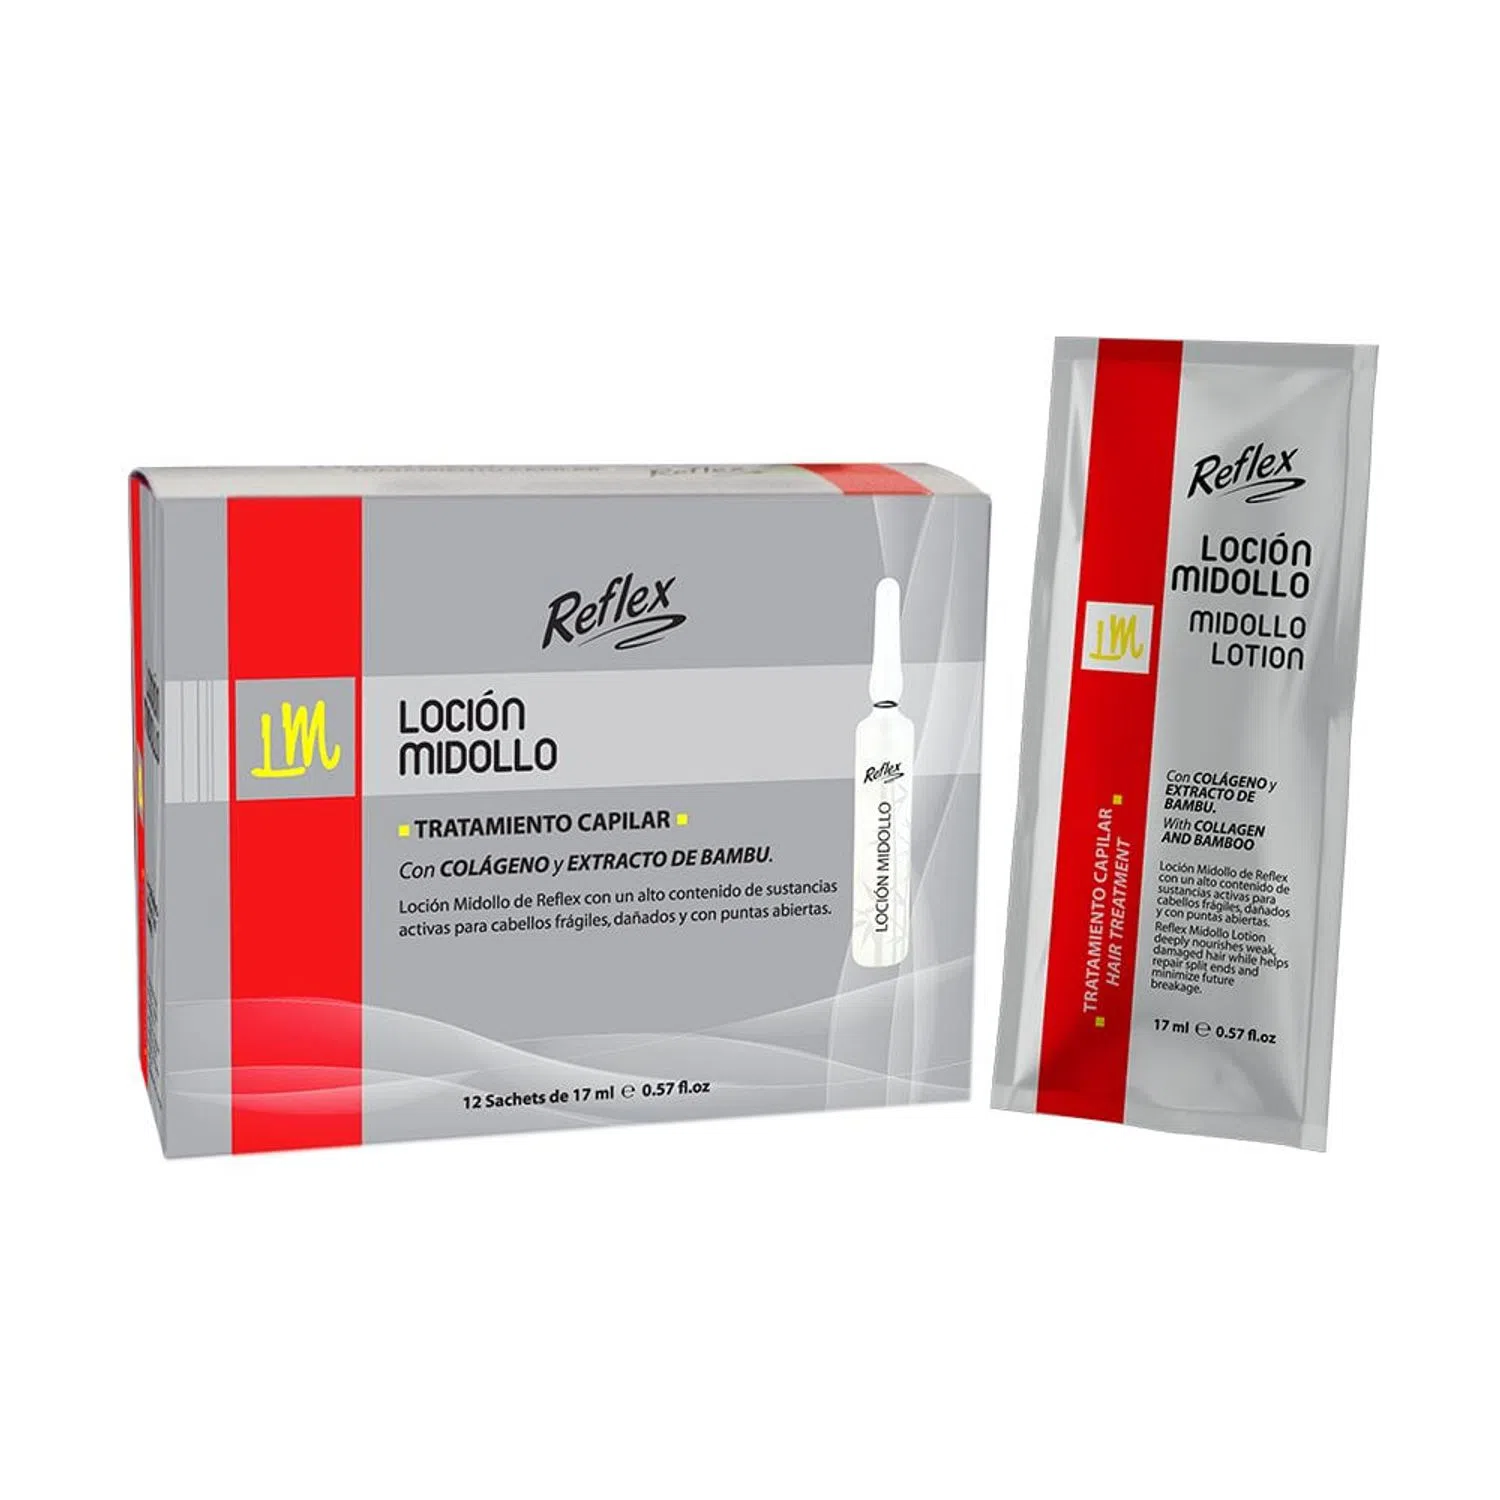 Reflex
LM
LOCIÓN
MIDOLLO
TRATAMIENTO CAPILAR
Con COLÁGENO y EXTRACTO DE BAMBU.
Loción Midollo de Reflex con un alto contenido de sustancias
activas para cabellos frágiles, dañados y con puntas abiertas.
12 Sachets de 17 ml ℮ 0.57 fl.oz
Reflex
LOCIÓN MIDOLLO
Reflex
LOCIÓN
MIDOLLO
MIDOLLO
LOTION
LM
TRATAMIENTO CAPILAR
HAIR TREATMENT
Con COLÁGENO y
EXTRACTO DE
BAMBU.
With COLLAGEN
AND BAMBOO
Loción Midollo de Reflex
con un alto contenido de
sustancias activas para
cabellos frágiles, dañados
y con puntas abiertas.
Reflex Midollo Lotion
deeply nourishes weak,
damaged hair while helps
repair split ends and
minimize future
breakage.
17 ml ℮ 0.57 fl.oz